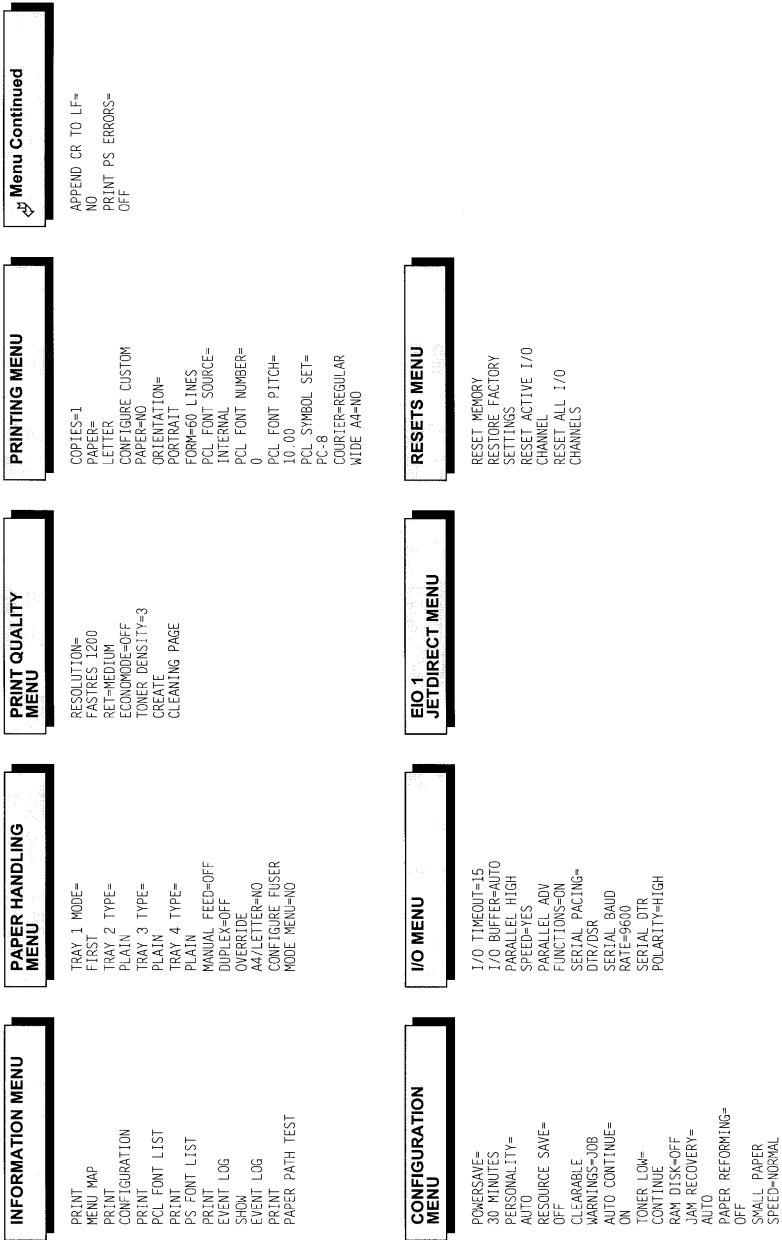 INFORMATION MENU
PRINT
MENU MAP
PRINT
CONFIGURATION
PRINT
PCL FONT LIST
PRINT
PS FONT LIST
PRINT
EVENT LOG
SHOW
EVENT LOG
PRINT
PAPER PATH TEST
PAPER HANDLING
MENU
TRAY 1 MODE=
FIRST
TRAY 2 TYPE=
PLAIN
TRAY 3 TYPE=
PLAIN
TRAY 4 TYPE=
PLAIN
MANUAL FEED=OFF
DUPLEX=OFF
OVERRIDE
A4/LETTER=NO
CONFIGURE FUSER
MODE MENU=NO
PRINT QUALITY
MENU
RESOLUTION=
FASTRES 1200
RET=MEDIUM
ECONOMODE=OFF
TONER DENSITY=3
CREATE
CLEANING PAGE
PRINTING MENU
COPIES=1
PAPER=
LETTER
CONFIGURE CUSTOM
PAPER=NO
ORIENTATION=
PORTRAIT
FORM=60 LINES
PCL FONT SOURCE=
INTERNAL
PCL FONT NUMBER=
0
PCL FONT PITCH=
10.00
PCL SYMBOL SET=
PC-8
COURIER=REGULAR
WIDE A4=NO
Menu Continued
APPEND CR TO LF=
NO
PRINT PS ERRORS=
OFF
CONFIGURATION
MENU
POWERSAVE=
30 MINUTES
PERSONALITY=
AUTO
RESOURCE SAVE=
OFF
CLEARABLE
WARNINGS=JOB
AUTO CONTINUE=
ON
TONER LOW=
CONTINUE
RAM DISK=OFF
JAM RECOVERY=
AUTO
PAPER REFORMING=
OFF
SMALL PAPER
SPEED=NORMAL
I/O MENU
I/O TIMEOUT=15
I/O BUFFER=AUTO
PARALLEL HIGH
SPEED=YES
PARALLEL ADV
FUNCTIONS=ON
SERIAL PACING=
DTR/DSR
SERIAL BAUD
RATE=9600
SERIAL DTR
POLARITY=HIGH
EIO 1
JETDIRECT MENU
RESETS MENU
RESET MEMORY
RESTORE FACTORY
SETTINGS
RESET ACTIVE I/O
CHANNEL
RESET ALL I/O
CHANNELS